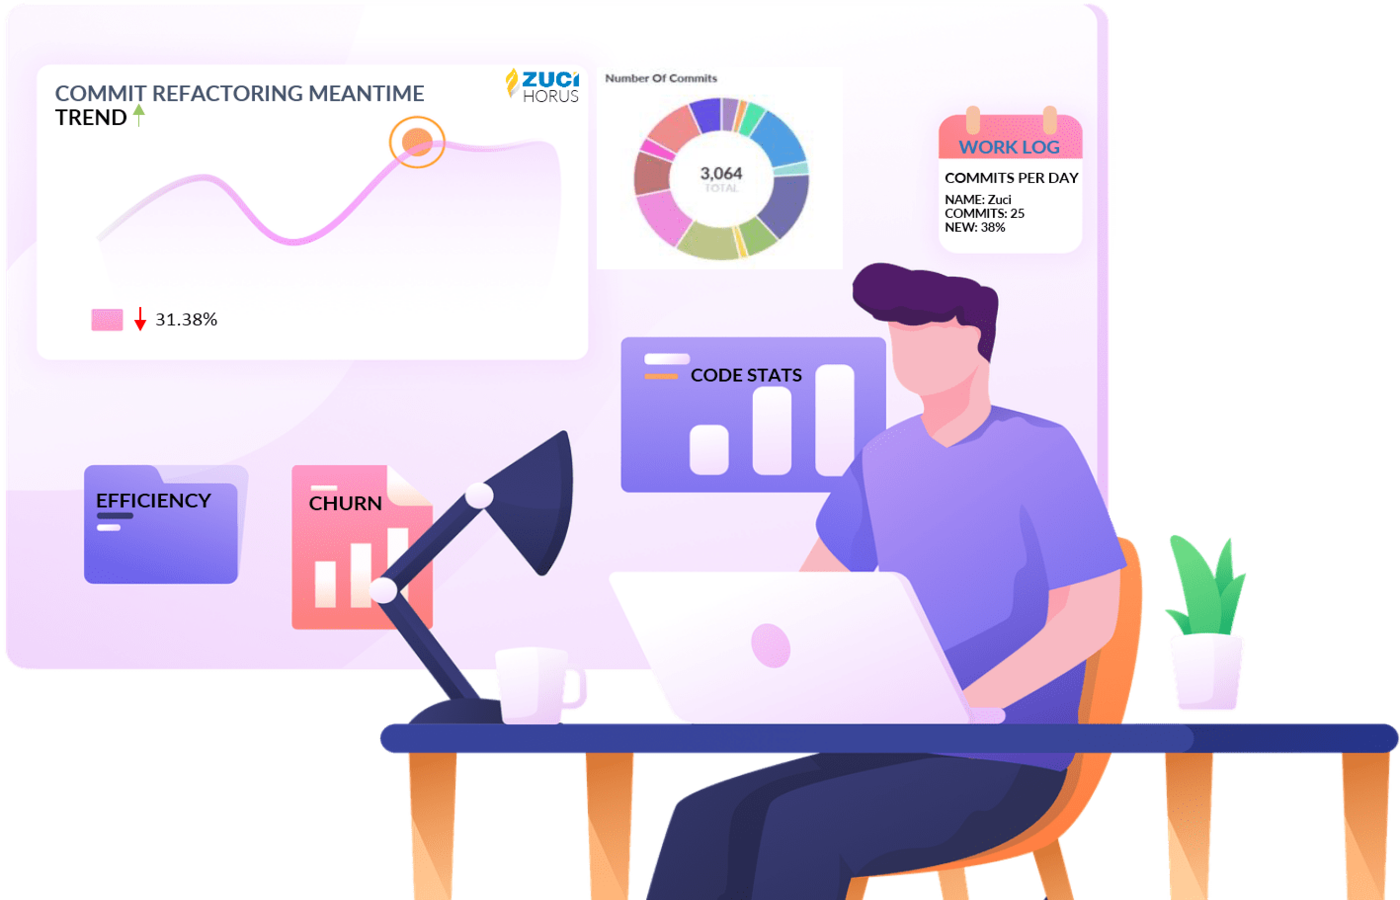 COMMIT REFACTORING MEANTIME
TREND
ZUCI
HORUS
31.38%
Number Of Commits
3,064
TOTAL
WORK LOG
COMMITS PER DAY
NAME: Zuci
COMMITS: 25
NEW: 38%
CODE STATS
EFFICIENCY
CHURN